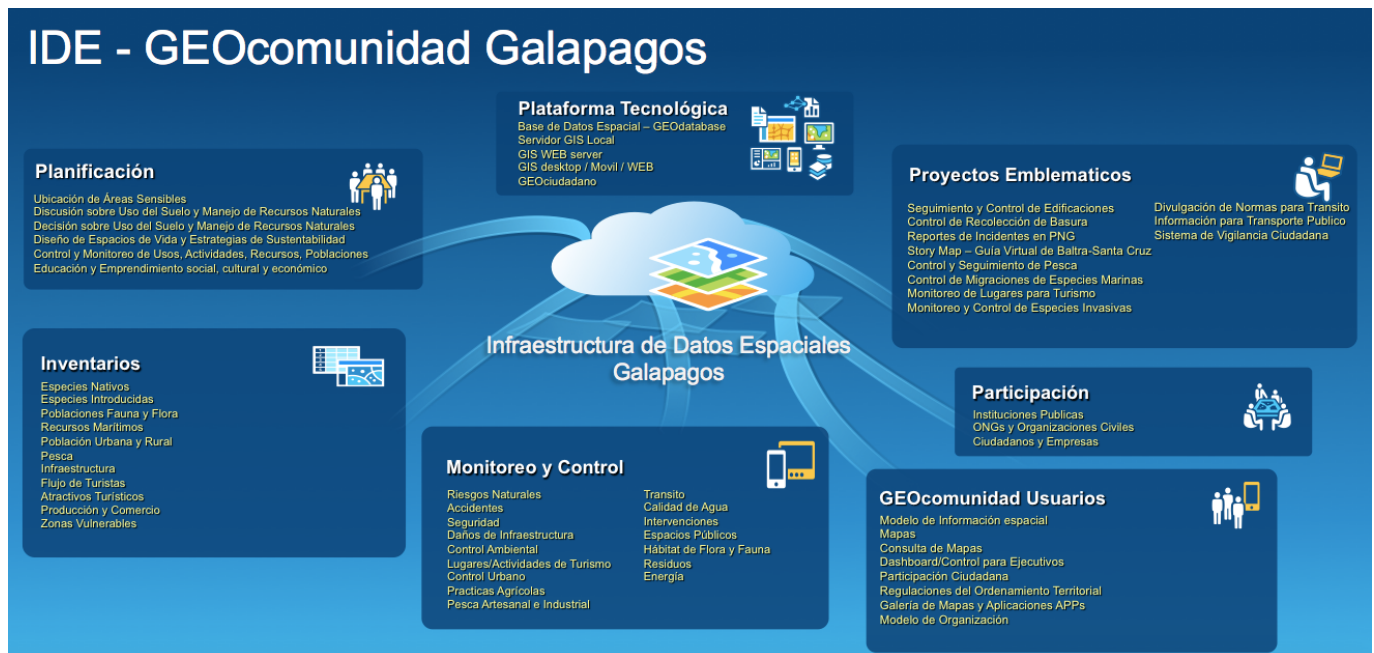 IDE - GEOcomunidad Galapagos
Plataforma Tecnológica
Base de Datos Espacial – GEOdatabase
Servidor GIS Local
GIS WEB server
GIS desktop / Movil / WEB
GEOciudadano
Planificación
Ubicación de Áreas Sensibles
Discusión sobre Uso del Suelo y Manejo de Recursos Naturales
Decisión sobre Uso del Suelo y Manejo de Recursos Naturales
Diseño de Espacios de Vida y Estrategias de Sustentabilidad
Control y Monitoreo de Usos, Actividades, Recursos, Poblaciones
Educación y Emprendimiento social, cultural y económico
Proyectos Emblematicos
Seguimiento y Control de Edificaciones
Control de Recolección de Basura
Reportes de Incidentes en PNG
Story Map – Guía Virtual de Baltra-Santa Cruz
Control y Seguimiento de Pesca
Control de Migraciones de Especies Marinas
Monitoreo de Lugares para Turismo
Monitoreo y Control de Especies Invasivas
Divulgación de Normas para Transito
Información para Transporte Publico
Sistema de Vigilancia Ciudadana
Infraestructura de Datos Espaciales
Galapagos
Inventarios
Especies Nativos
Especies Introducidas
Poblaciones Fauna y Flora
Recursos Marítimos
Población Urbana y Rural
Pesca
Infraestructura
Flujo de Turistas
Atractivos Turísticos
Producción y Comercio
Zonas Vulnerables
Participación
Instituciones Publicas
ONGs y Organizaciones Civiles
Ciudadanos y Empresas
Monitoreo y Control
Riesgos Naturales
Accidentes
Seguridad
Daños de Infraestructura
Control Ambiental
Lugares/Actividades de Turismo
Control Urbano
Practicas Agrícolas
Pesca Artesanal e Industrial
Transito
Calidad de Agua
Intervenciones
Espacios Públicos
Hábitat de Flora y Fauna
Residuos
Energía
GEOcomunidad Usuarios
Modelo de Información espacial
Mapas
Consulta de Mapas
Dashboard/Control para Ejecutivos
Participación Ciudadana
Regulaciones del Ordenamiento Territorial
Galería de Mapas y Aplicaciones APPs
Modelo de Organización